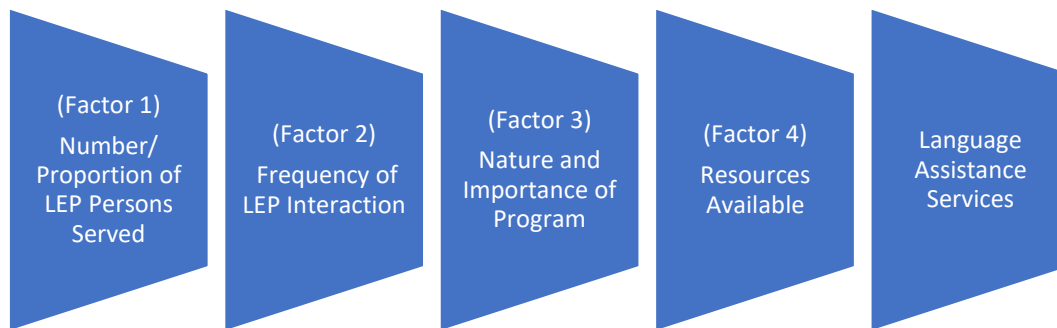 (Factor 1)
Number/
Proportion of
LEP Persons
Served
(Factor 2)
Frequency of
LEP Interaction
(Factor 3)
Nature and
Importance of
Program
(Factor 4)
Resources
Available
Language
Assistance
Services